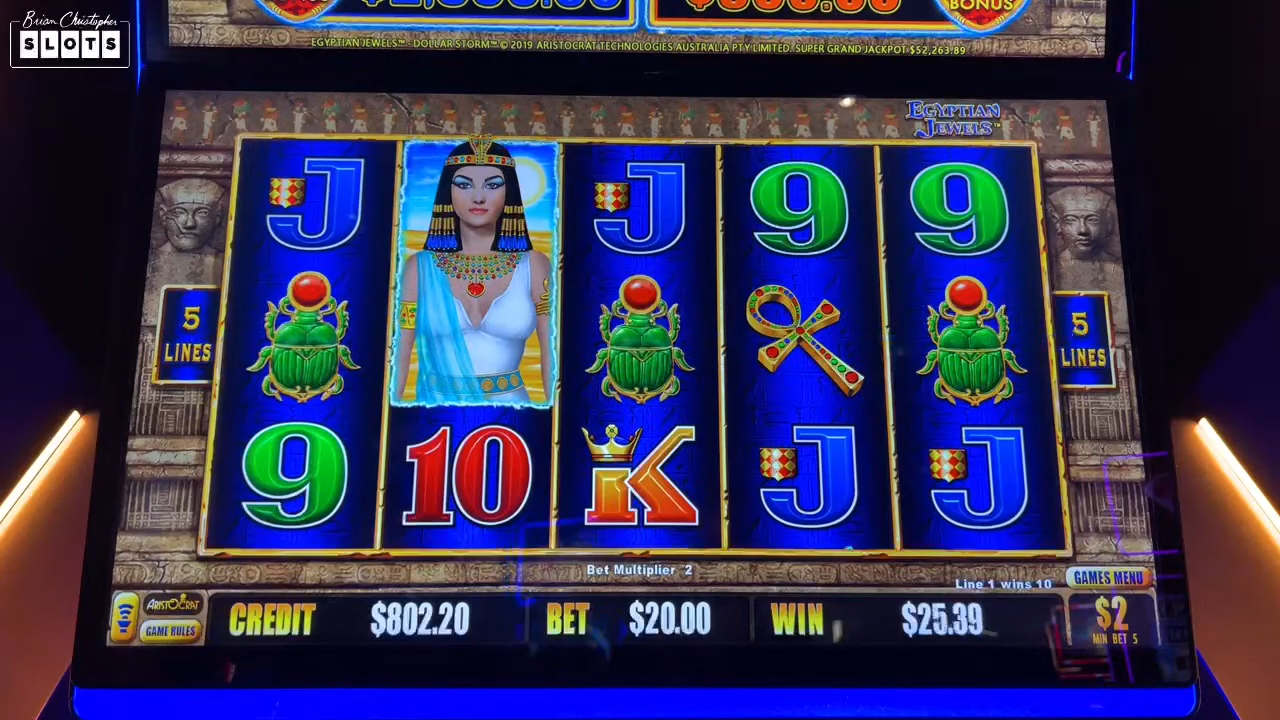 Brian Christopher
SLOTS
BONUS
EGYPTIAN JEWELS™ - DOLLAR STORM™ © 2019 ARISTOCRAT TECHNOLOGIES AUSTRALIA PTY LIMITED. SUPER GRAND JACKPOT $52,263.89
EGYPTIAN
JEWELS™
J J 9 9
5
LINES
5
LINES
9 10 K J J
Bet Multiplier 2
Line 1 wins 10
GAMES MENU
ARISTOCRAT
GAME RULES
CREDIT $802.20 BET $20.00 WIN $25.39
$2
MIN BET 5